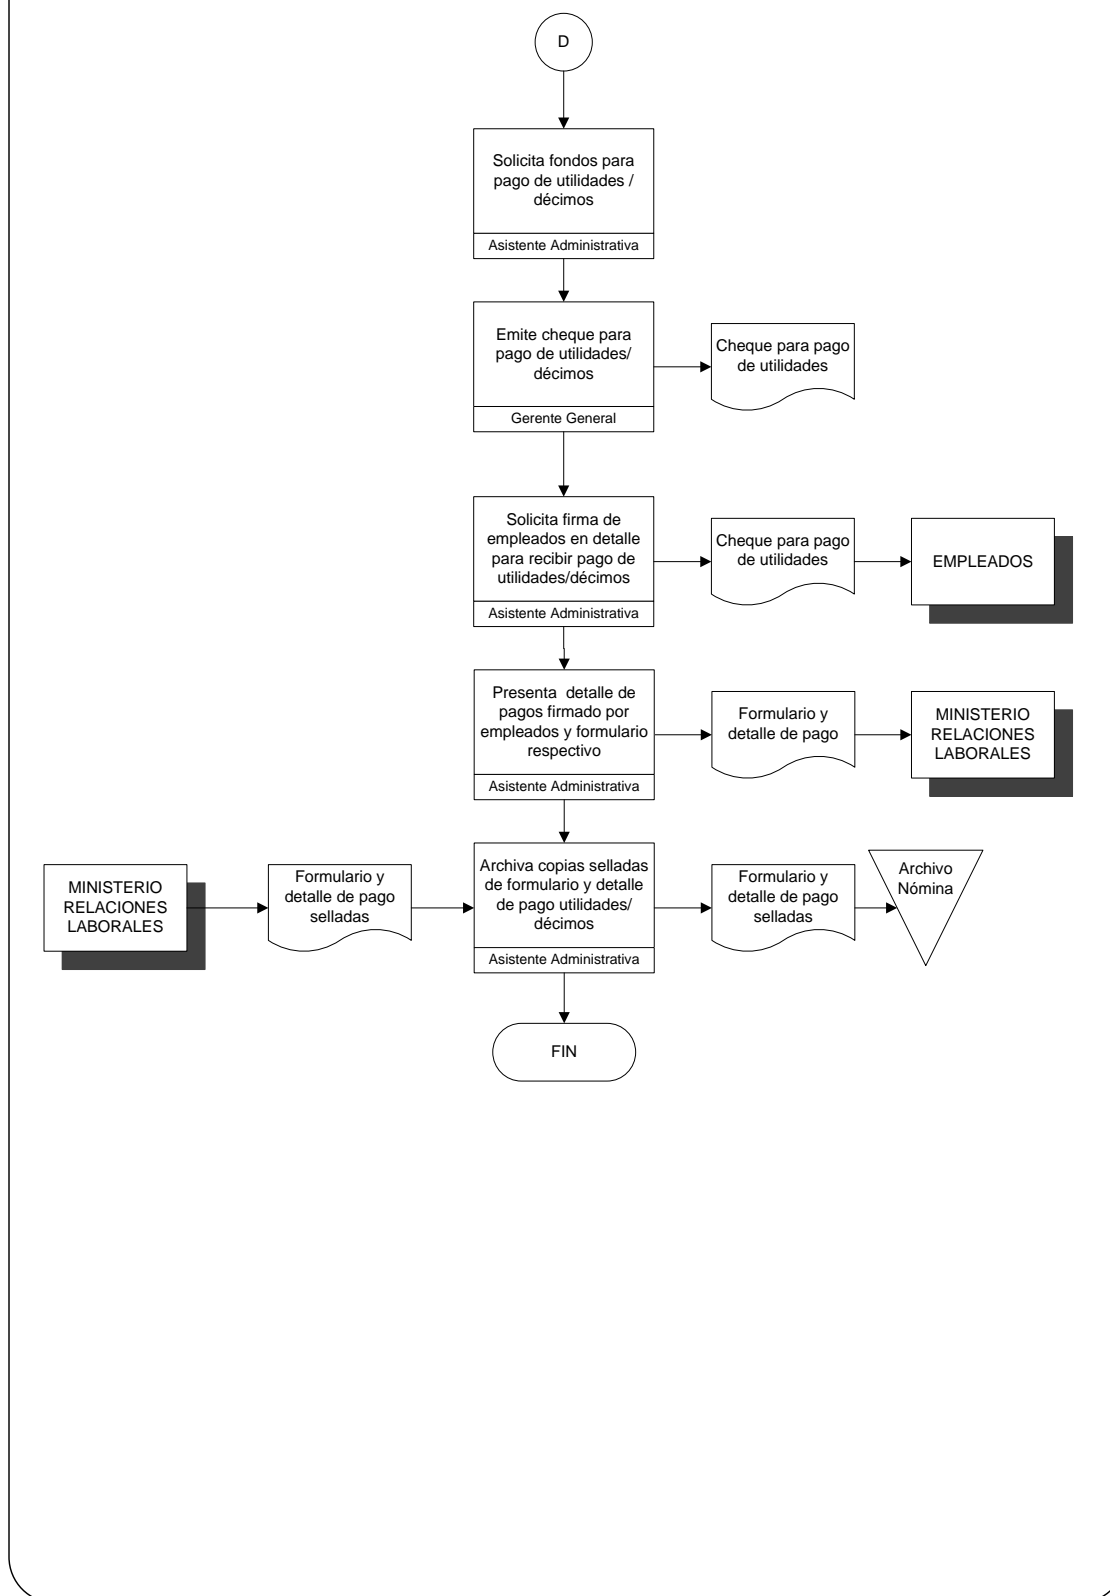 D
Solicita fondos para
pago de utilidades /
décimos
Asistente Administrativa
Emite cheque para
pago de utilidades/
décimos
Gerente General
Cheque para pago
de utilidades
Solicita firma de
empleados en detalle
para recibir pago de
utilidades/décimos
Asistente Administrativa
Cheque para pago
de utilidades
EMPLEADOS
Presenta detalle de
pagos firmado por
empleados y formulario
respectivo
Asistente Administrativa
Formulario y
detalle de pago
MINISTERIO
RELACIONES
LABORALES
MINISTERIO
RELACIONES
LABORALES
Formulario y
detalle de pago
selladas
Archiva copias selladas
de formulario y detalle
de pago utilidades/
décimos
Asistente Administrativa
Formulario y
detalle de pago
selladas
Archivo
Nómina
FIN